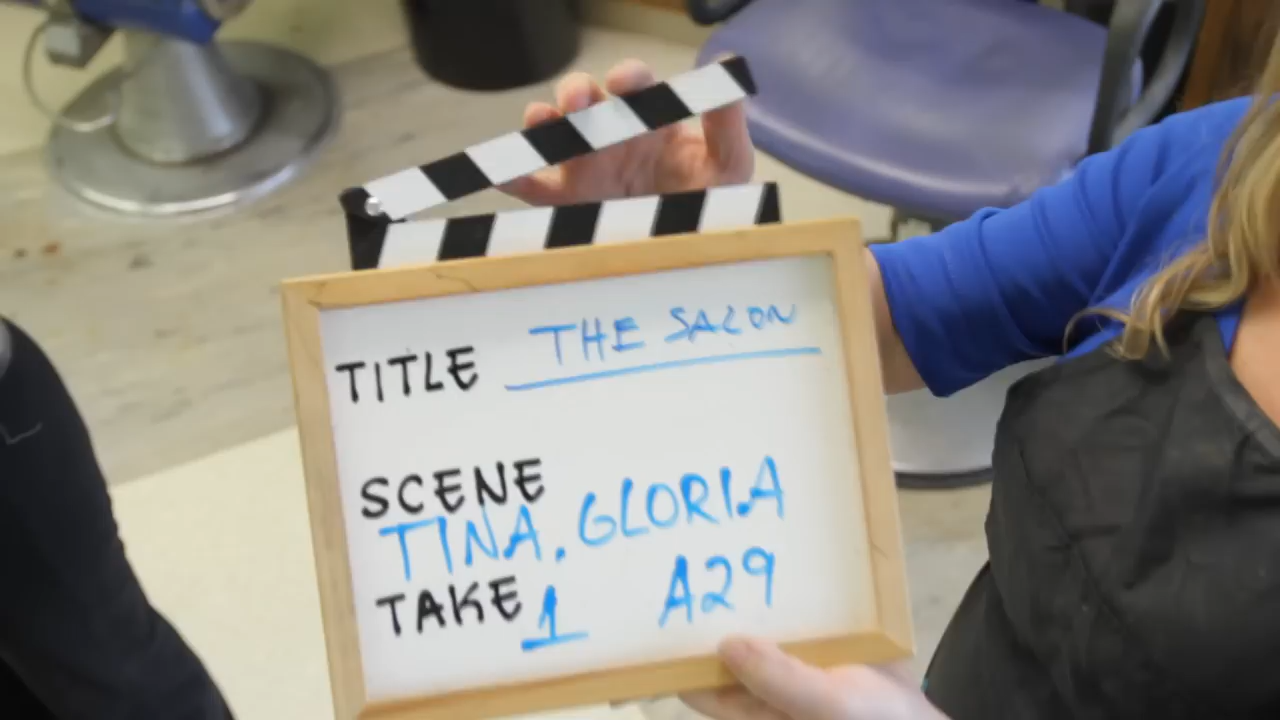 TITLE THE SALON
SCENE
TINA, GLORIA
TAKE 1 A29